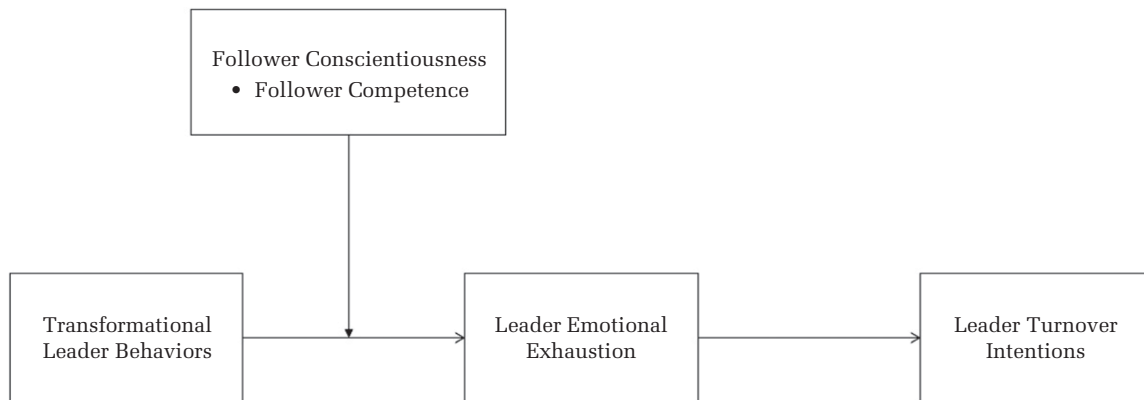 Follower Conscientiousness
• Follower Competence
Transformational
Leader Behaviors
Leader Emotional
Exhaustion
Leader Turnover
Intentions